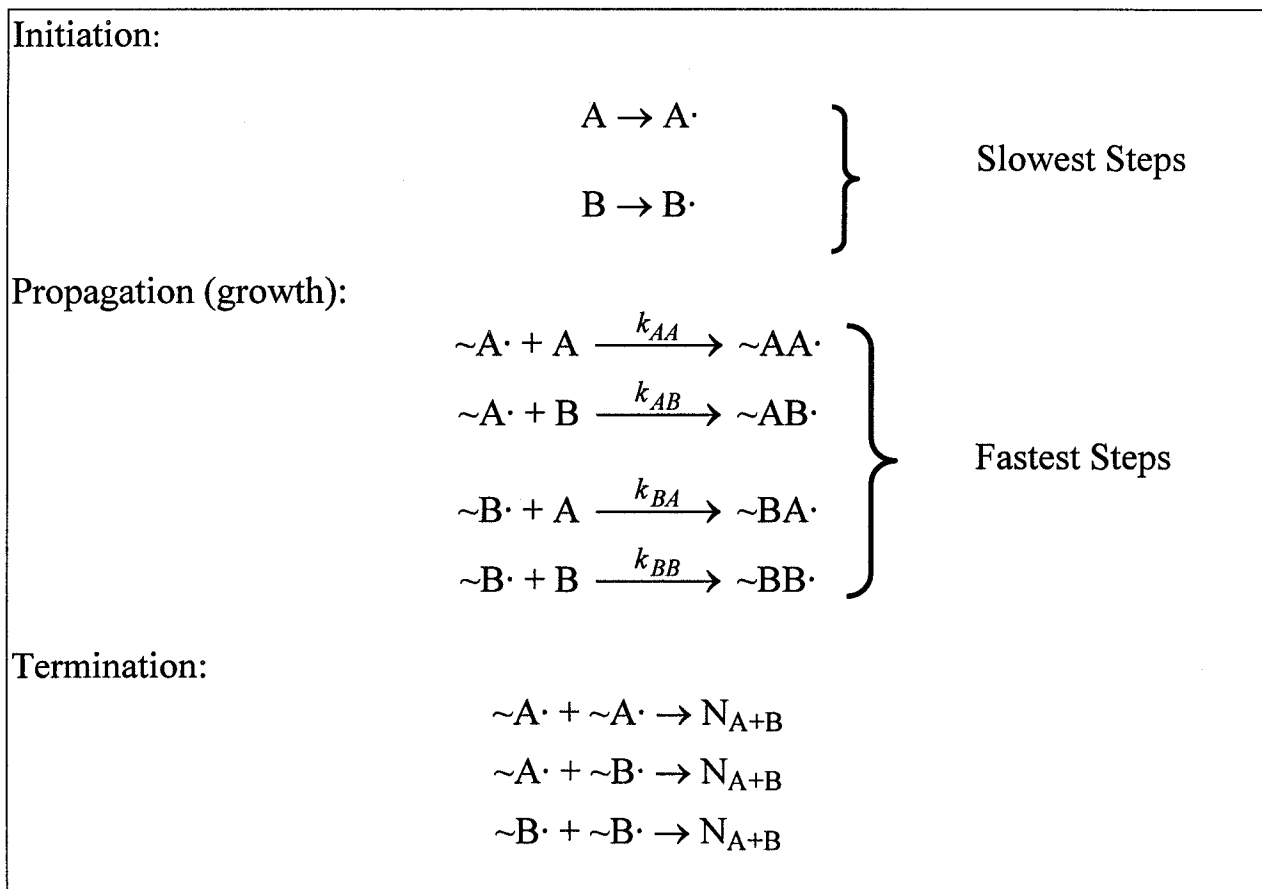 Initiation:
A → A·
Slowest Steps
B → B·
Propagation (growth):
~A· + A —k_AA→ ~AA·
~A· + B —k_AB→ ~AB·
Fastest Steps
~B· + A —k_BA→ ~BA·
~B· + B —k_BB→ ~BB·
Termination:
~A· + ~A· → N_A+B
~A· + ~B· → N_A+B
~B· + ~B· → N_A+B